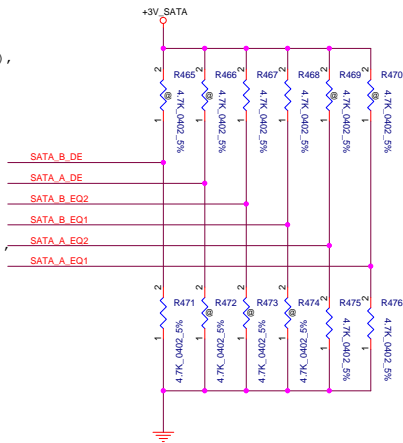 +3V_SATA
),
2 2 2 2 2 2
R465 R466 R467 R468 R469 R470
@ @ @ @
4.7K_0402_5% 4.7K_0402_5% 4.7K_0402_5% 4.7K_0402_5% 4.7K_0402_5% 4.7K_0402_5%
1 1 1 1 1 1
SATA_B_DE
SATA_A_DE
SATA_B_EQ2
SATA_B_EQ1
SATA_A_EQ2
,
SATA_A_EQ1
2 2 2 2 2 2
R471 R472 R473 R474 R475 R476
@ @ @
4.7K_0402_5% 4.7K_0402_5% 4.7K_0402_5% 4.7K_0402_5% 4.7K_0402_5% 4.7K_0402_5%
1 1 1 1 1 1